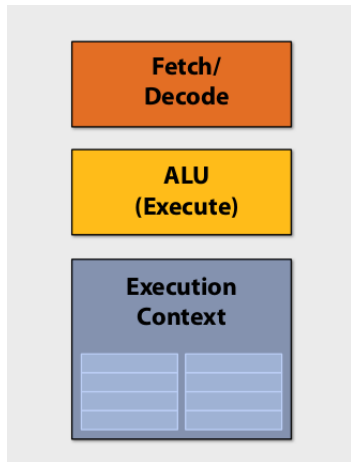 Fetch/
Decode
ALU
(Execute)
Execution
Context